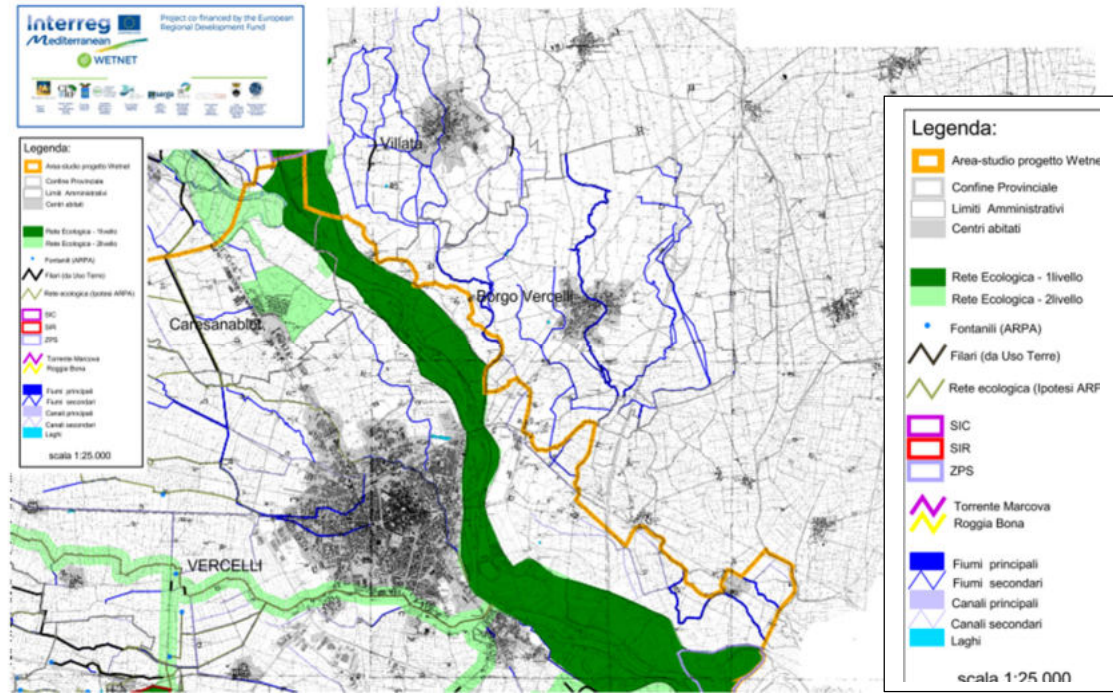 Interreg
Mediterranean
WETNET
Project co-financed by the European
Regional Development Fund
Legenda:
Area-studio progetto Wetnet
Confine Provinciale
Limiti Amministrativi
Centri abitati
Rete Ecologica - 1livello
Rete Ecologica - 2livello
Fontanili (ARPA)
Filari (da Uso Terre)
Rete ecologica (Ipotesi ARPA)
SIC
SIR
ZPS
Torrente Marcova
Roggia Bona
Fiumi principali
Fiumi secondari
Canali principali
Canali secondari
Laghi
scala 1:25.000
Villata
Borgo Vercelli
Caresanablot
VERCELLI
Legenda:
Area-studio progetto Wetne
Confine Provinciale
Limiti Amministrativi
Centri abitati
Rete Ecologica - 1livello
Rete Ecologica - 2livello
Fontanili (ARPA)
Filari (da Uso Terre)
Rete ecologica (Ipotesi ARP
SIC
SIR
ZPS
Torrente Marcova
Roggia Bona
Fiumi principali
Fiumi secondari
Canali principali
Canali secondari
Laghi
scala 1:25.000